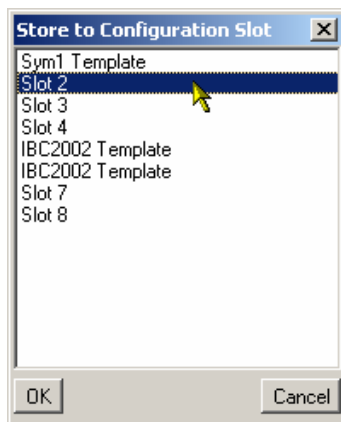 Store to Configuration Slot
Sym1 Template
Slot 2
Slot 3
Slot 4
IBC2002 Template
IBC2002 Template
Slot 7
Slot 8
OK
Cancel